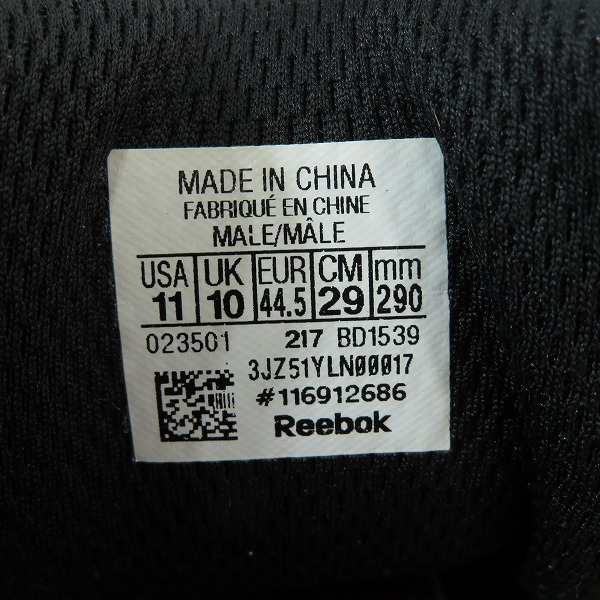 MADE IN CHINA
FABRIQUÉ EN CHINE
MALE/MÂLE
USA UK EUR CM mm
11 10 44.5 29 290
023501 217 BD1539
3JZ51YLN00017
#116912686
Reebok